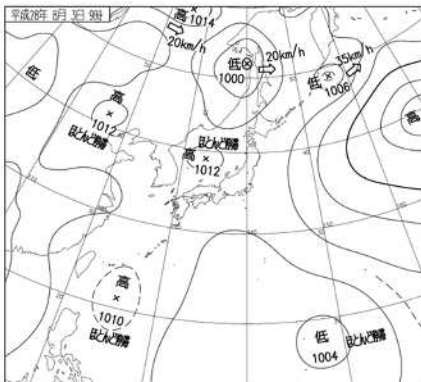 平成28年 8月 3日 9時
高
1014
20km/h
低
1000
20km/h
35km/h
低
1006
低
高
1012
ほとんど停滞
ほとんど停滞
高
1012
高
高
1010
ほとんど停滞
低
1004
ほとんど停滞